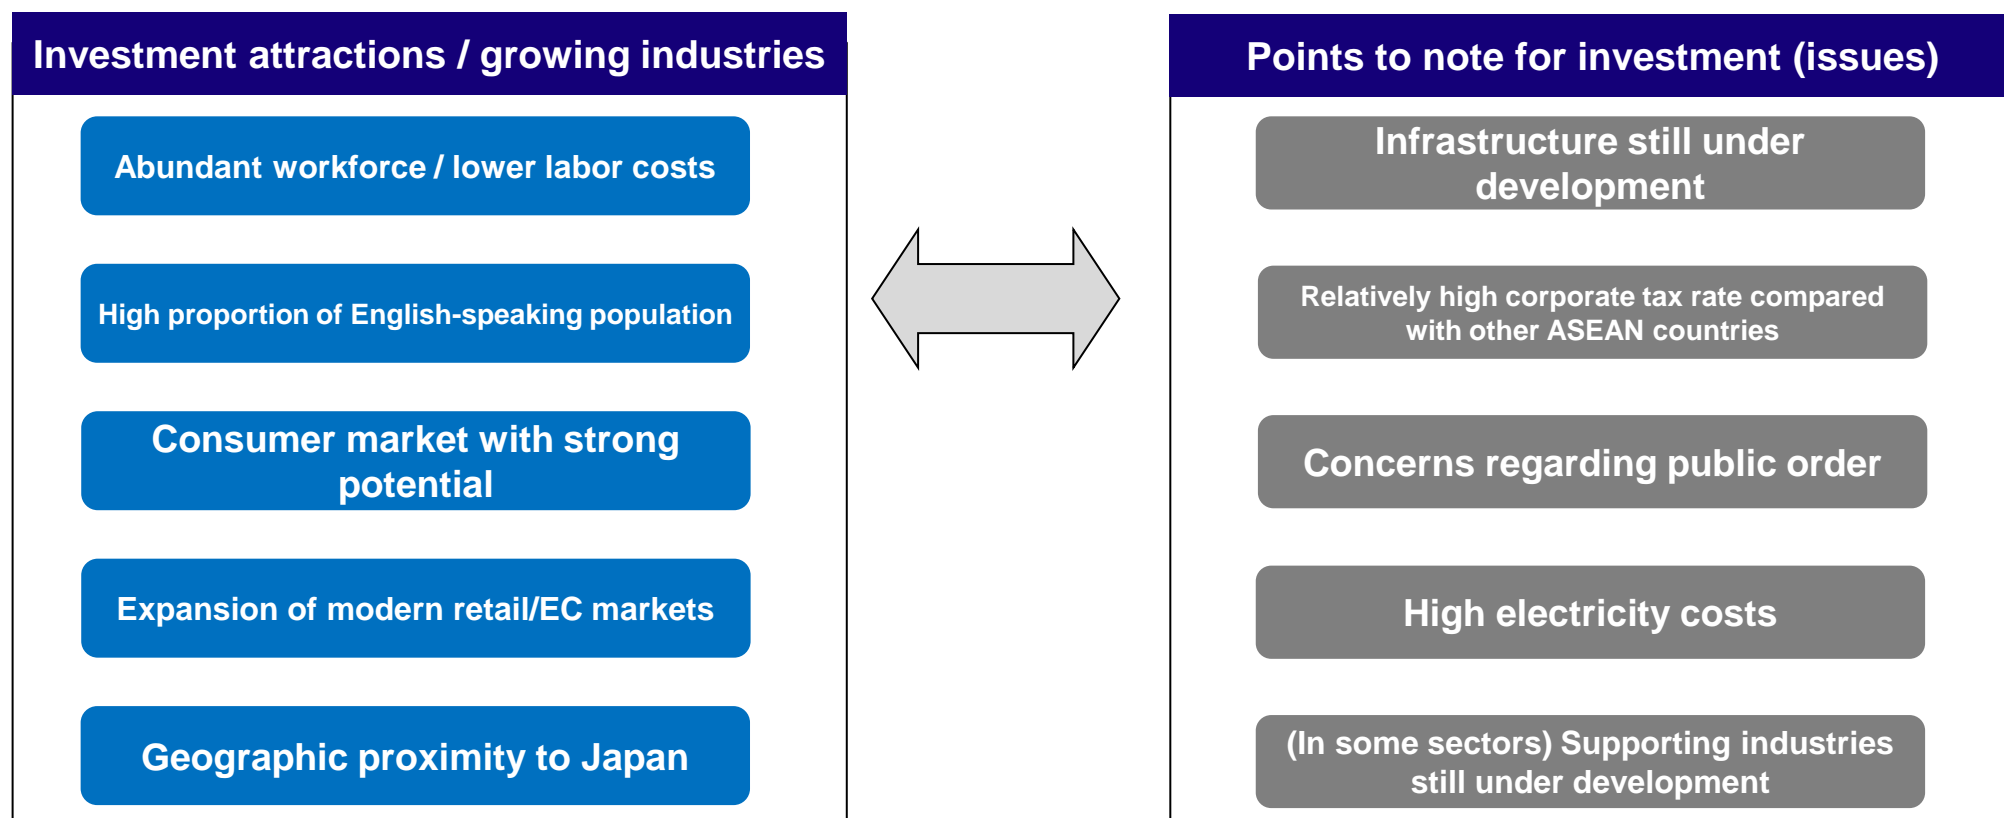 Investment attractions / growing industries
Abundant workforce / lower labor costs
High proportion of English-speaking population
Consumer market with strong
potential
Expansion of modern retail/EC markets
Geographic proximity to Japan
Points to note for investment (issues)
Infrastructure still under
development
Relatively high corporate tax rate compared
with other ASEAN countries
Concerns regarding public order
High electricity costs
(In some sectors) Supporting industries
still under development